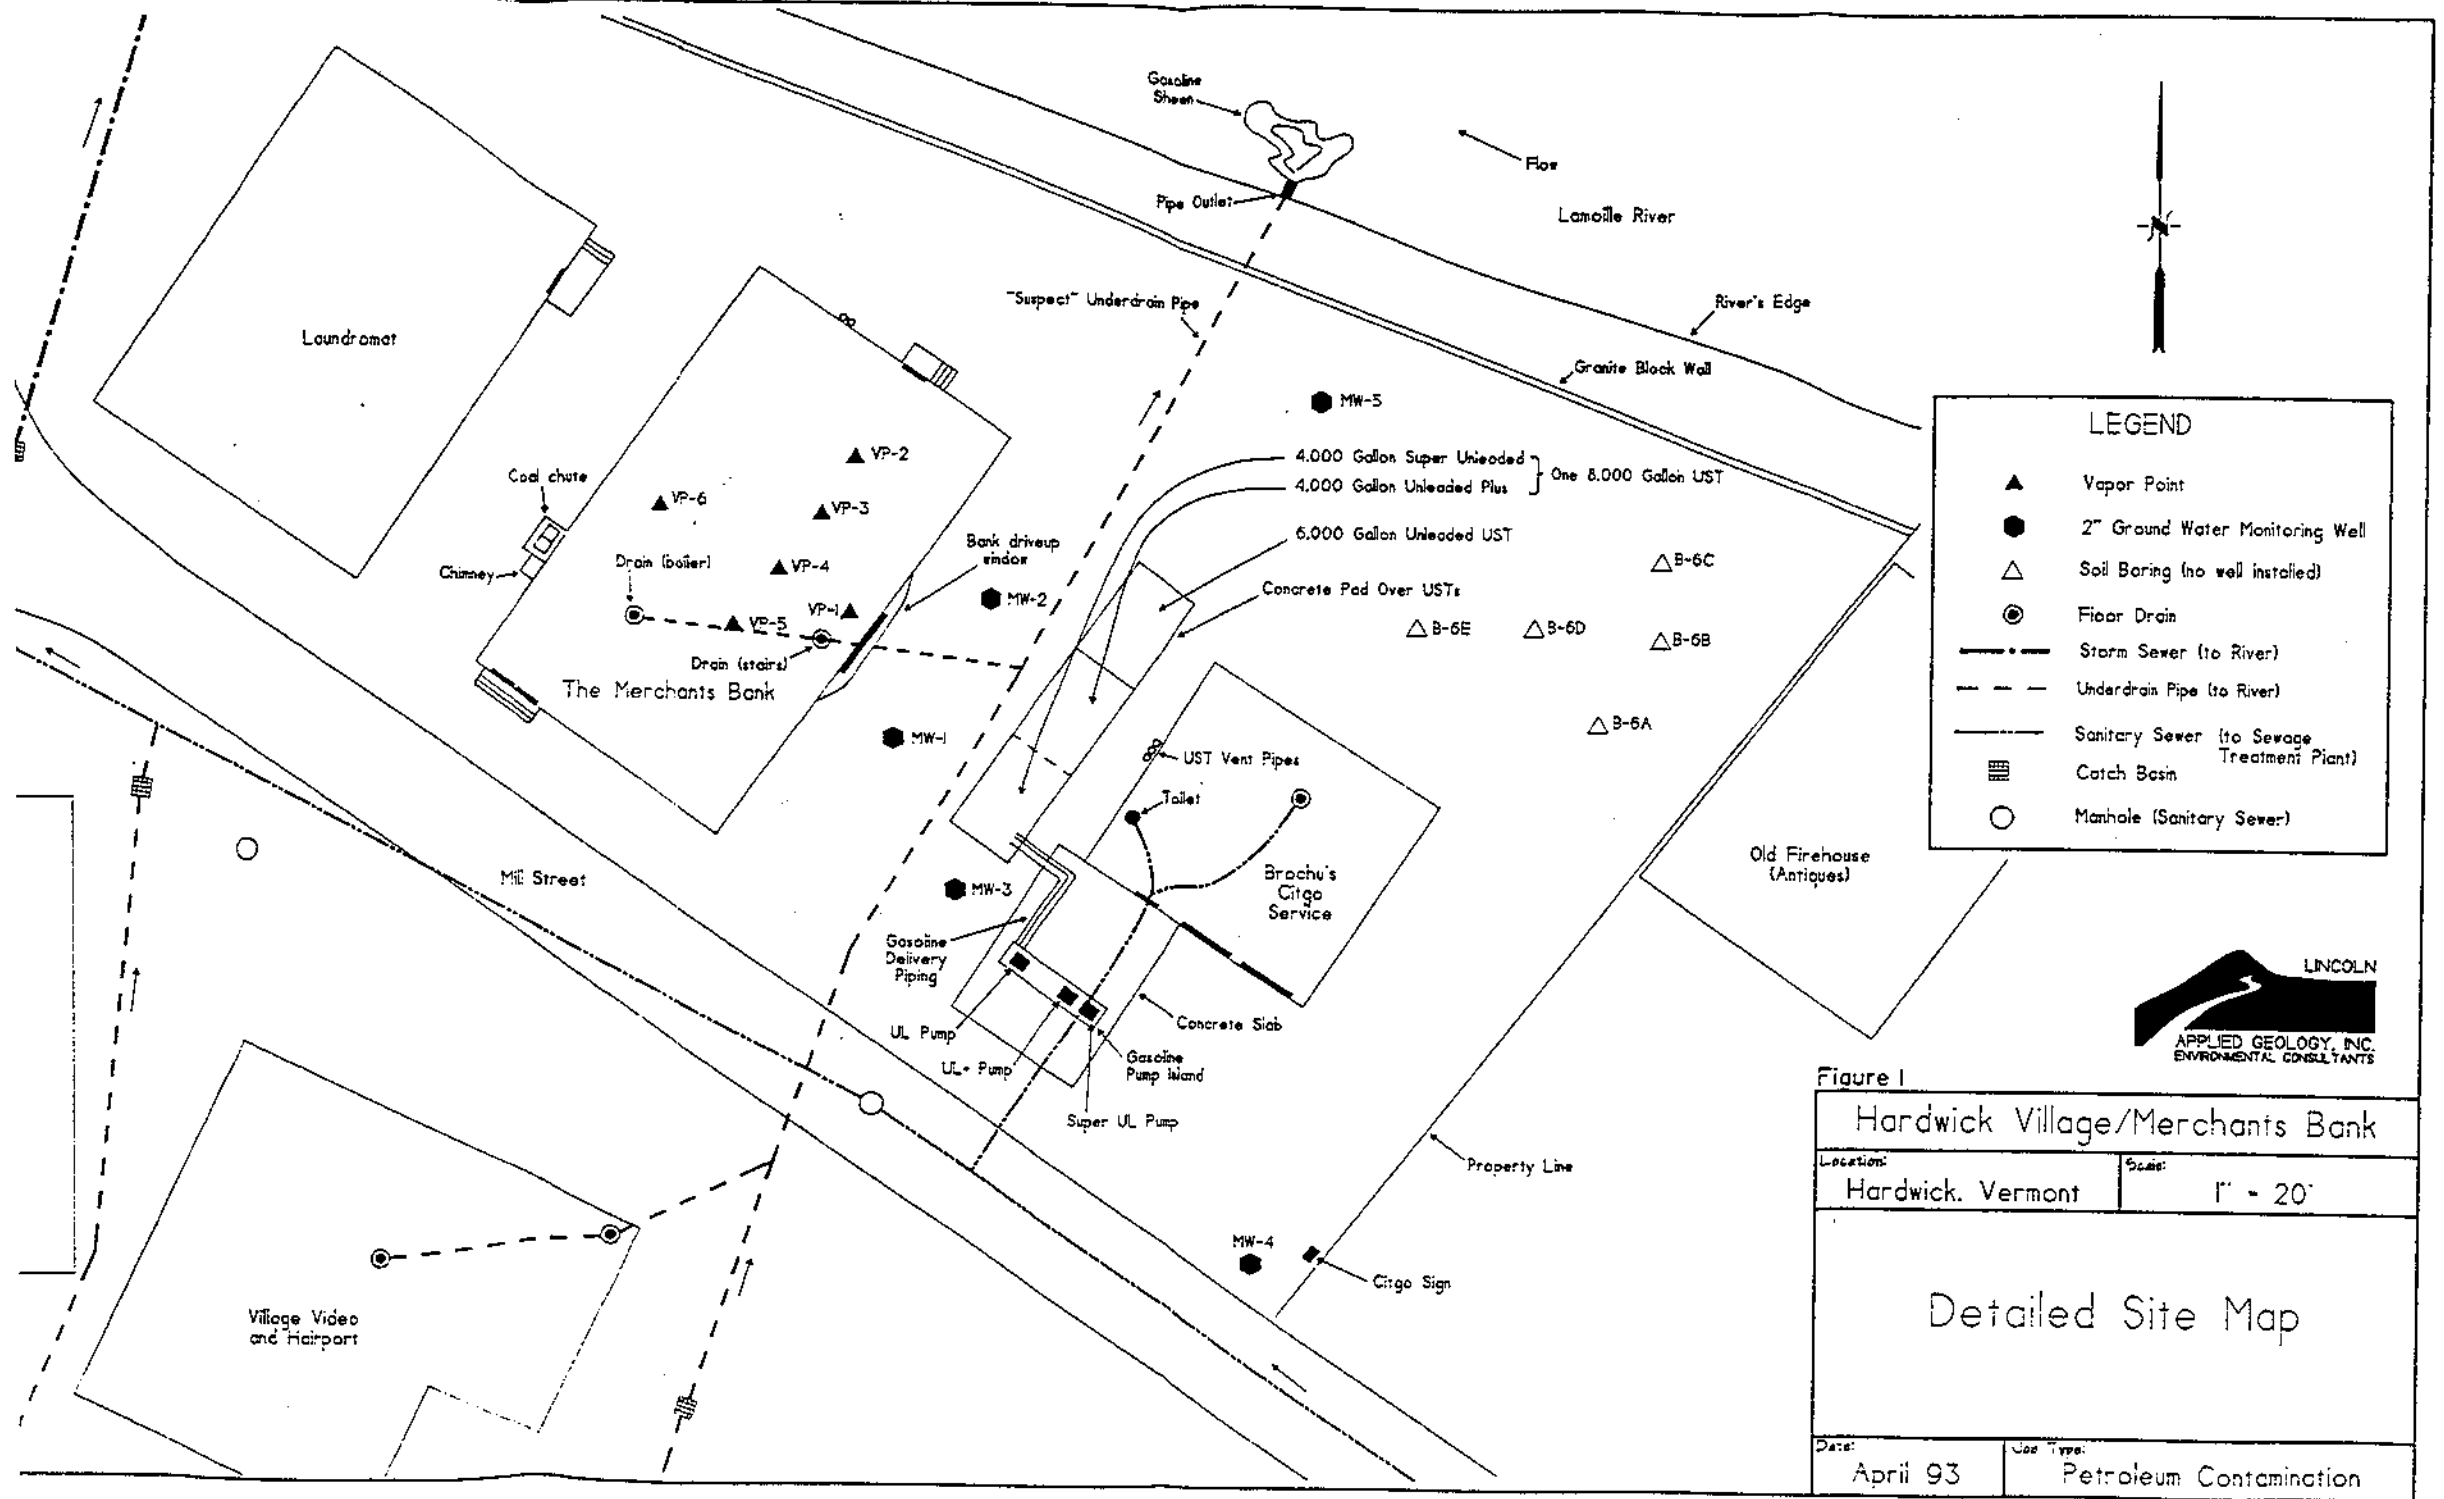 Gasoline
Sheen
Flow
Pipe Outlet
Lamoille River
"Suspect" Underdrain Pipe
River's Edge
Granite Block Wall
Laundromat
MW-5
4,000 Gallon Super Unleaded
4,000 Gallon Unleaded Plus
One 8,000 Gallon UST
6,000 Gallon Unleaded UST
Concrete Pad Over USTs
Coal chute
Chimney
Drain (boiler)
Drain (stairs)
VP-2
VP-6
VP-3
VP-4
VP-1
VP-5
Bank driveup
window
MW-2
The Merchants Bank
MW-1
B-6C
B-6E
B-6D
B-6B
B-6A
UST Vent Pipes
Toilet
Brochu's
Citgo
Service
Old Firehouse
(Antiques)
Mill Street
MW-3
Gasoline
Delivery
Piping
UL Pump
UL+ Pump
Super UL Pump
Gasoline
Pump Island
Concrete Slab
Property Line
MW-4
Citgo Sign
Village Video
and Hairport
N
LEGEND
Vapor Point
2" Ground Water Monitoring Well
Soil Boring (no well installed)
Floor Drain
Storm Sewer (to River)
Underdrain Pipe (to River)
Sanitary Sewer (to Sewage
Treatment Plant)
Catch Basin
Manhole (Sanitary Sewer)
LINCOLN
APPLIED GEOLOGY, INC.
ENVIRONMENTAL CONSULTANTS
Figure 1
Hardwick Village/Merchants Bank
Location:
Hardwick, Vermont
Scale:
1" = 20'
Detailed Site Map
Date:
April 93
Job Type:
Petroleum Contamination